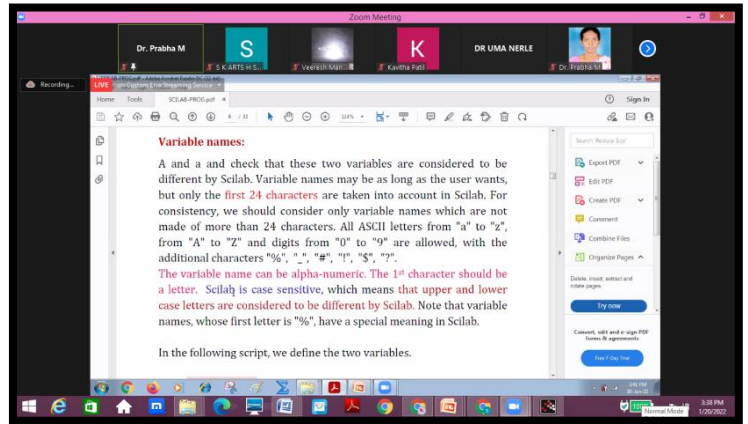 Zoom Meeting
Dr. Prabha M
S
S K ARTS H S...
Veeresh Man...
K
Kavitha Patil
DR UMA NERLE
Dr. Prabha M
Recording...
LIVE
on Custom Live Streaming Service
Home Tools SCILAB-PROG.pdf × Sign In
Variable names:
A and a and check that these two variables are considered to be
different by Scilab. Variable names may be as long as the user wants,
but only the first 24 characters are taken into account in Scilab. For
consistency, we should consider only variable names which are not
made of more than 24 characters. All ASCII letters from "a" to "z",
from "A" to "Z" and digits from "0" to "9" are allowed, with the
additional characters "%", "_", "#", "!", "$", "?".
The variable name can be alpha-numeric. The 1st character should be
a letter. Scilab is case sensitive, which means that upper and lower
case letters are considered to be different by Scilab. Note that variable
names, whose first letter is "%", have a special meaning in Scilab.
In the following script, we define the two variables.
Export PDF
Edit PDF
Create PDF
Comment
Combine Files
Organize Pages
Delete, insert, extract and
rotate pages.
Try now
Convert, edit and e-sign PDF
forms & agreements
Free 7-Day Trial
3:38 PM
Normal Mode
1/20/2022